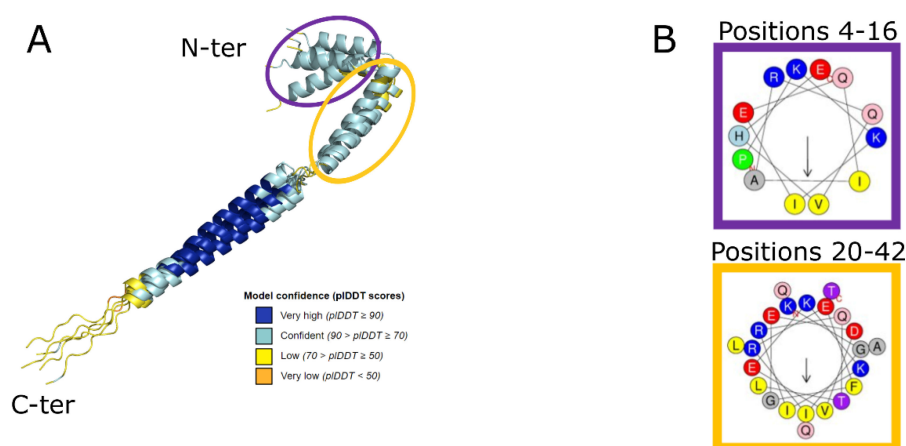 A
N-ter
C-ter
Model confidence (plDDT scores)
Very high (plDDT ≥ 90)
Confident (90 > plDDT ≥ 70)
Low (70 > plDDT ≥ 50)
Very low (plDDT < 50)
B
Positions 4-16
R K E Q
E Q
H K
P
A I
I V
Positions 20-42
Q T
K K E
E Q
R D
L R G A
E K
L F
G T
I I V
Q